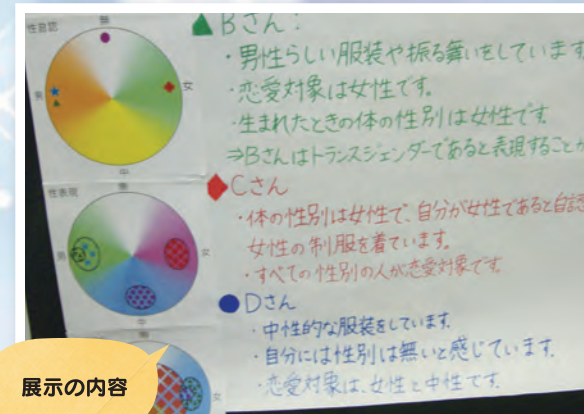 性自認
無
男
女
中
▲Bさん:
・男性らしい服装や振る舞いをしています
・恋愛対象は女性です。
・生まれたときの体の性別は女性です
⇒Bさんはトランスジェンダーであると表現することが
性表現
無
男
女
中
◆Cさん
・体の性別は女性で、自分が女性であると自認
女性の制服を着ています。
・すべての性別の人が恋愛対象です。
●Dさん
・中性的な服装をしています。
・自分には性別は無いと感じています。
・恋愛対象は、女性と中性です
展示の内容